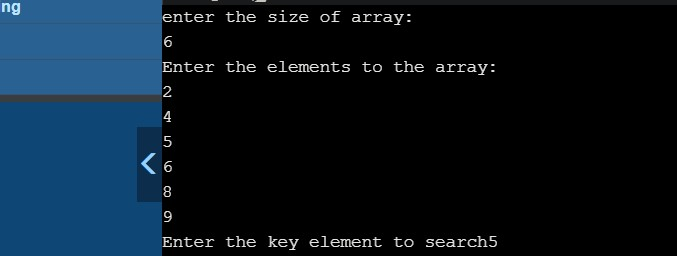 ng
enter the size of array:
6
Enter the elements to the array:
2
4
5
6
8
9
Enter the key element to search5